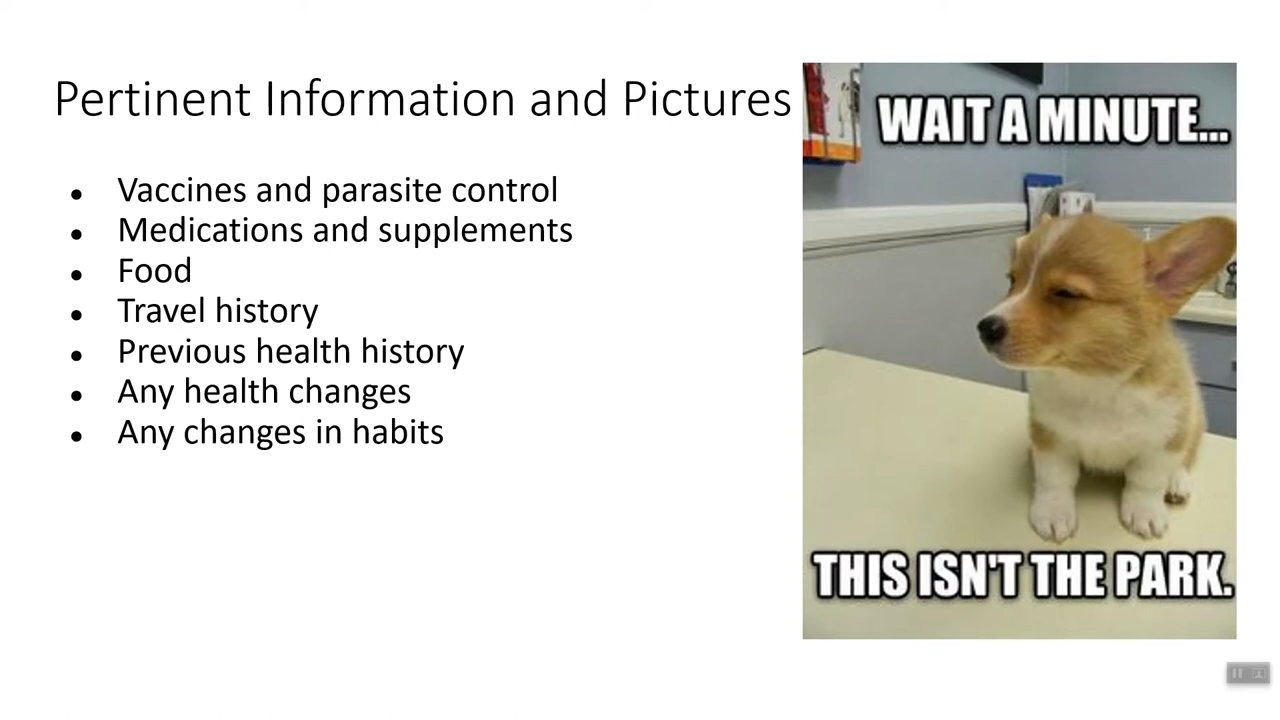 Pertinent Information and Pictures
• Vaccines and parasite control
• Medications and supplements
• Food
• Travel history
• Previous health history
• Any health changes
• Any changes in habits
WAIT A MINUTE...
THIS ISN'T THE PARK.